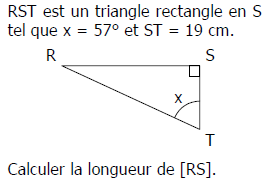 RST est un triangle rectangle en S
tel que x = 57° et ST = 19 cm.
R S
x
T
Calculer la longueur de [RS].